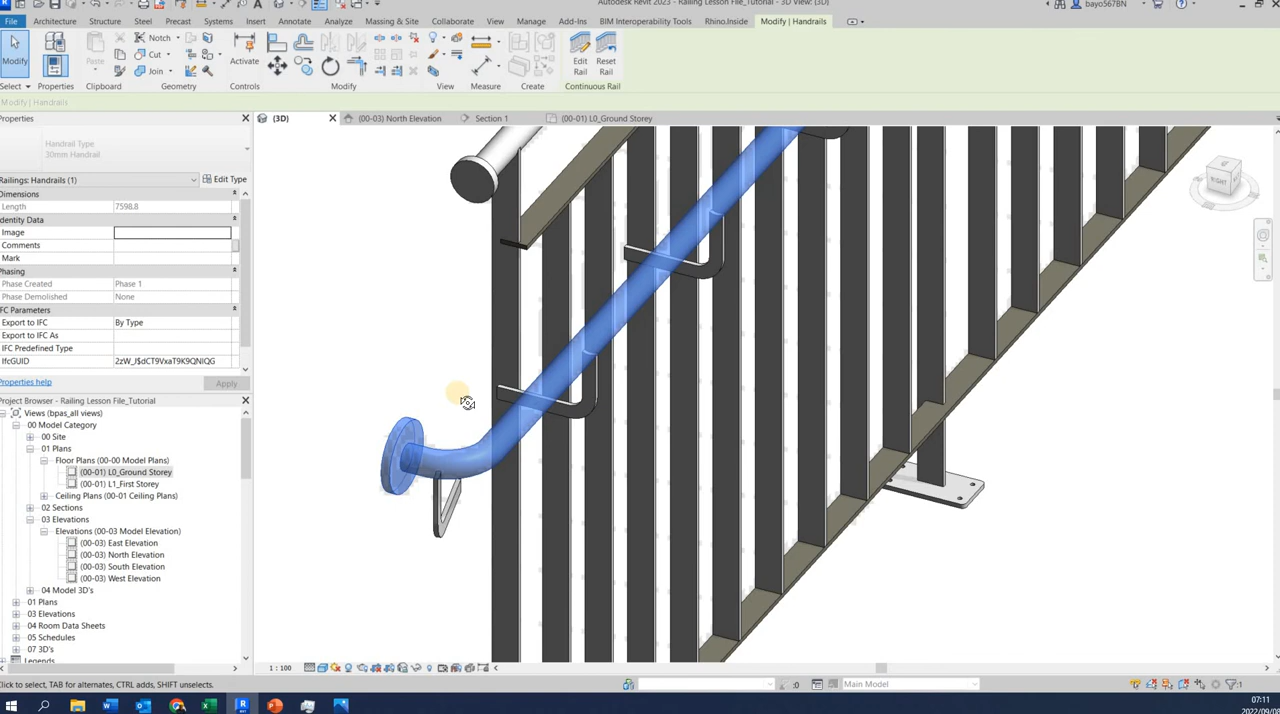 Autodesk Revit 2023 - Railing Lesson File_Tutorial - 3D View: {3D}
bayo567BN
File Architecture Structure Steel Precast Systems Insert Annotate Analyze Massing & Site Collaborate View Manage Add-Ins BIM Interoperability Tools Rhino.Inside Modify | Handrails
Notch
Cut
Join
Modify
Paste
Activate
Edit Rail
Reset Rail
Select Properties Clipboard Geometry Controls Modify View Measure Create Continuous Rail
Modify | Handrails
Properties
{3D}
(00-03) North Elevation
Section 1
(00-01) L0_Ground Storey
Handrail Type
30mm Handrail
Railings: Handrails (1)
Edit Type
Dimensions
Length 7598.8
Identity Data
Image
Comments
Mark
Phasing
Phase Created Phase 1
Phase Demolished None
IFC Parameters
Export to IFC By Type
Export to IFC As
IFC Predefined Type
IfcGUID 2zW_J$dCT9VxaT9K9QNIQG
Properties help
Apply
Project Browser - Railing Lesson File_Tutorial
Views (bpas_all views)
00 Model Category
00 Site
01 Plans
Floor Plans (00-00 Model Plans)
(00-01) L0_Ground Storey
(00-01) L1_First Storey
Ceiling Plans (00-01 Ceiling Plans)
02 Sections
03 Elevations
Elevations (00-03 Model Elevation)
(00-03) East Elevation
(00-03) North Elevation
(00-03) South Elevation
(00-03) West Elevation
04 Model 3D's
01 Plans
03 Elevations
04 Room Data Sheets
05 Schedules
07 3D's
Legends
RIGHT
1 : 100
Click to select, TAB for alternates, CTRL adds, SHIFT unselects.
:0
Main Model
:1
07:11
2022/09/08